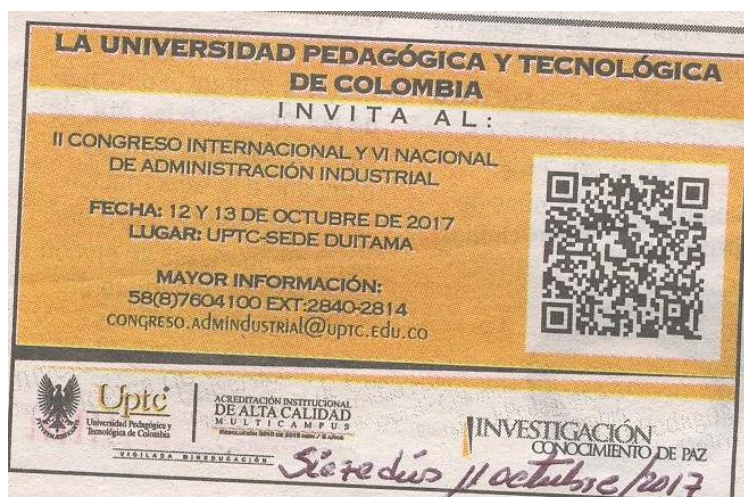 LA UNIVERSIDAD PEDAGÓGICA Y TECNOLÓGICA
DE COLOMBIA
INVITA AL:
II CONGRESO INTERNACIONAL Y VI NACIONAL
DE ADMINISTRACIÓN INDUSTRIAL
FECHA: 12 Y 13 DE OCTUBRE DE 2017
LUGAR: UPTC-SEDE DUITAMA
MAYOR INFORMACIÓN:
58(8)7604100 EXT:2840-2814
CONGRESO.AdMINdUSTRIAl@UPTC.EdU.CO
Uptc
Universidad Pedagógica y
Tecnológica de Colombia
VIGILADA MINEDUCACIÓN
ACREDITACIÓN INSTITUCIONAL
DE ALTA CALIDAD
MULTICAMPUS
INVESTIGACIÓN
CONOCIMIENTO DE PAZ
11 octubre/2017